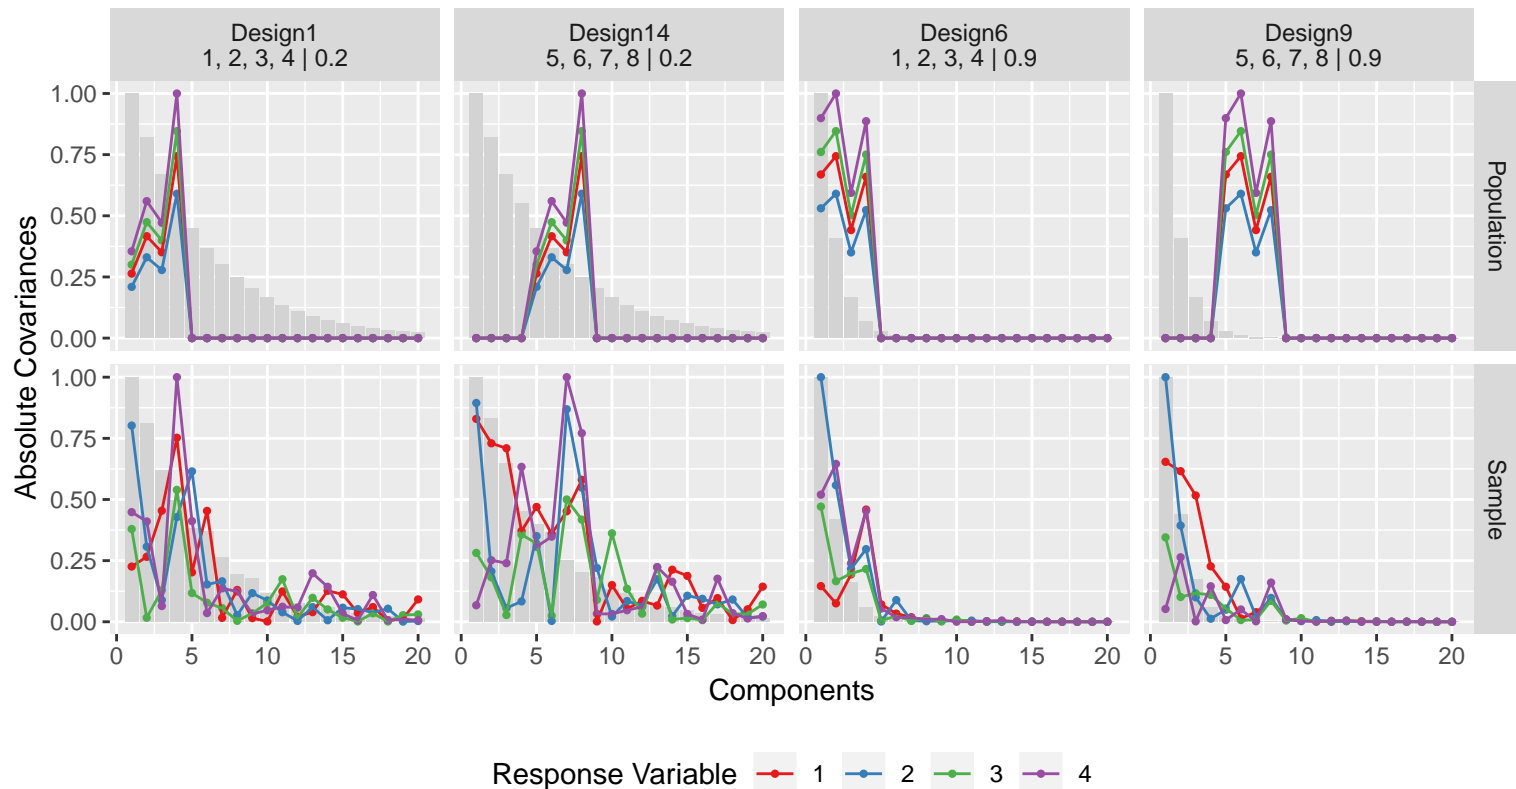 Design1
1, 2, 3, 4 | 0.2
Design14
5, 6, 7, 8 | 0.2
Design6
1, 2, 3, 4 | 0.9
Design9
5, 6, 7, 8 | 0.9
Absolute Covariances
1.00
0.75
0.50
0.25
0.00
Population
1.00
0.75
0.50
0.25
0.00
Sample
0 5 10 15 20
0 5 10 15 20
0 5 10 15 20
0 5 10 15 20
Components
Response Variable 1 2 3 4